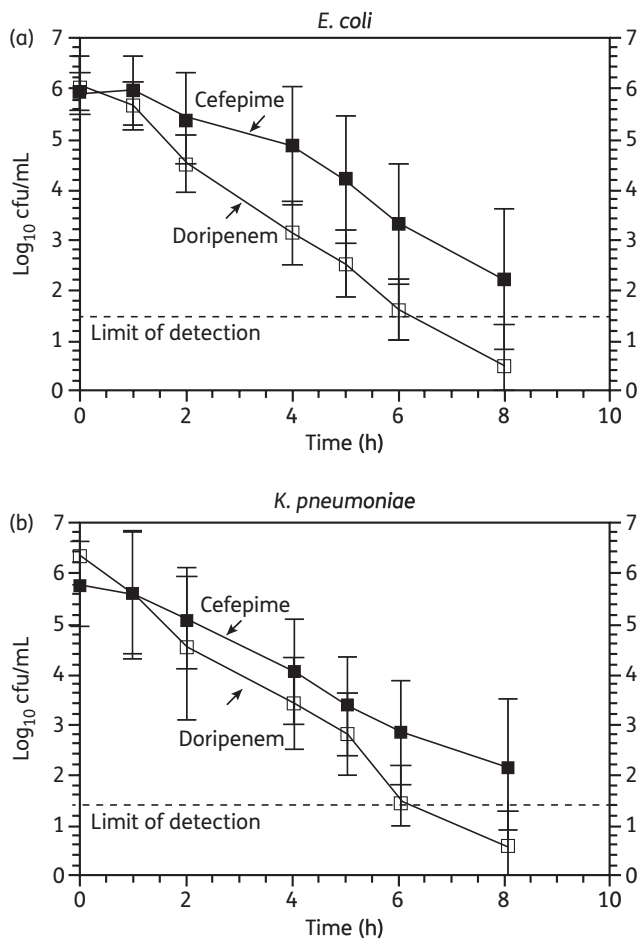 E. coli
(a)
7 7
6 6
Cefepime
5 5
4 4
Log10 cfu/mL
3 3
Doripenem
2 2
Limit of detection
1 1
0 0
0 2 4 6 8 10
Time (h)
K. pneumoniae
(b)
7 7
6 6
Cefepime
5 5
4 4
Log10 cfu/mL
3 3
Doripenem
2 2
Limit of detection
1 1
0 0
0 2 4 6 8 10
Time (h)